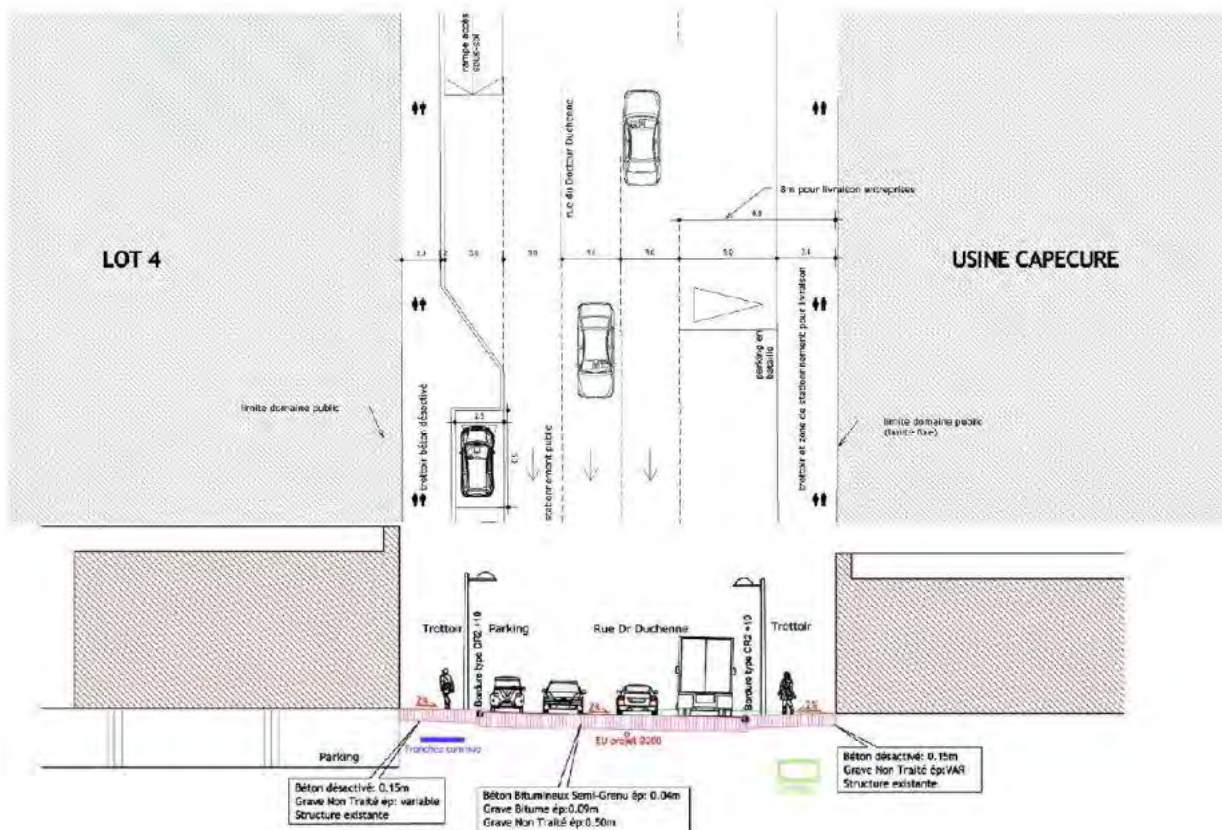 rampe accès
sous-sol
rue du Docteur Duchenne
8m pour livraison entreprises
LOT 4
USINE CAPECURE
parking en
bataille
trottoir et zone de stationnement pour livraison
limite domaine public
trottoir béton désactivé
2.5
stationnement public
limite domaine public
Trottoir
Bordure type CR2 +10
Parking
Rue Dr Duchenne
Bordure type CR2 +10
Trottoir
Tranchée commune
EU projet
Parking
Béton désactivé: 0.15m
Grave Non Traité ép: variable
Structure existante
Béton Bitumineux Semi-Grenu ép: 0.04m
Grave Bitume ép:0.09m
Grave Non Traité ép:0.50m
Béton désactivé: 0.15m
Grave Non Traité ép:VAR
Structure existante